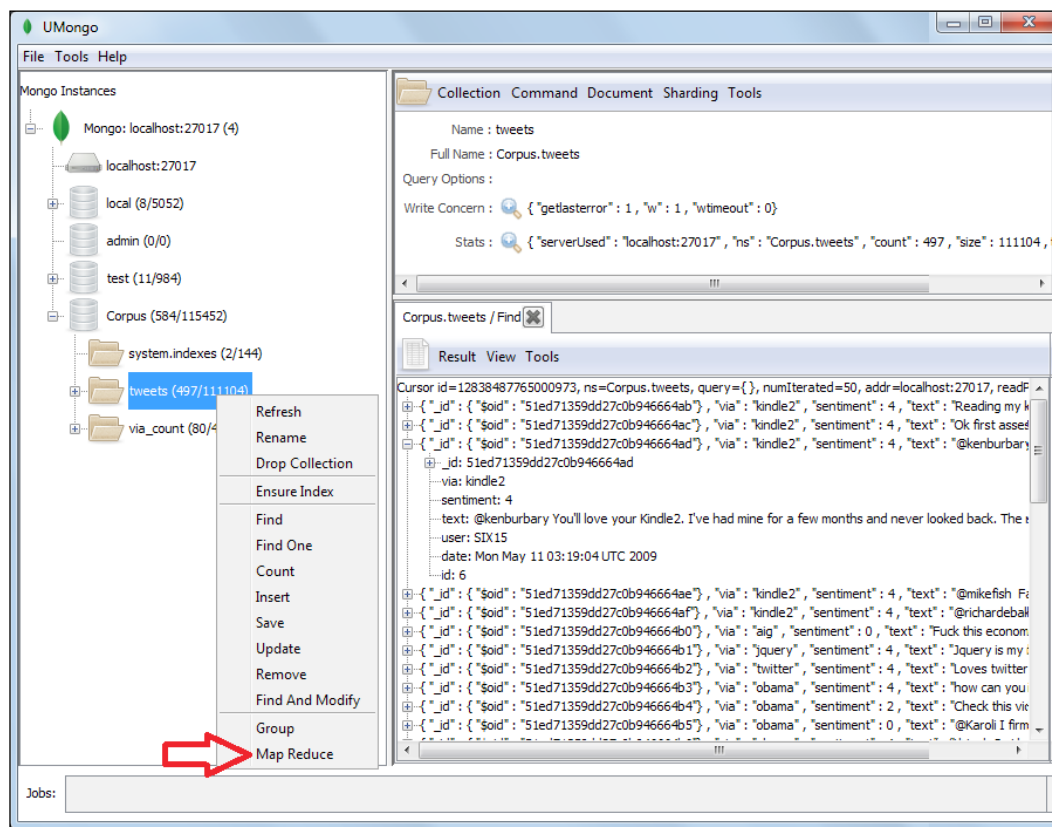 UMongo
File Tools Help
Mongo Instances
Mongo: localhost:27017 (4)
localhost:27017
local (8/5052)
admin (0/0)
test (11/984)
Corpus (584/115452)
system.indexes (2/144)
tweets (497/111104)
via_count (80/4
Refresh
Rename
Drop Collection
Ensure Index
Find
Find One
Count
Insert
Save
Update
Remove
Find And Modify
Group
Map Reduce
Collection Command Document Sharding Tools
Name : tweets
Full Name : Corpus.tweets
Query Options :
Write Concern : { "getlasterror" : 1 , "w" : 1 , "wtimeout" : 0}
Stats : { "serverUsed" : "localhost:27017" , "ns" : "Corpus.tweets" , "count" : 497 , "size" : 111104 ,
Corpus.tweets / Find
Result View Tools
Cursor id=12838487765000973, ns=Corpus.tweets, query={ }, numIterated=50, addr=localhost:27017, readP
{ "_id" : { "$oid" : "51ed71359dd27c0b946664ab"} , "via" : "kindle2" , "sentiment" : 4 , "text" : "Reading my k
{ "_id" : { "$oid" : "51ed71359dd27c0b946664ac"} , "via" : "kindle2" , "sentiment" : 4 , "text" : "Ok first asses
{ "_id" : { "$oid" : "51ed71359dd27c0b946664ad"} , "via" : "kindle2" , "sentiment" : 4 , "text" : "@kenburbary
_id: 51ed71359dd27c0b946664ad
via: kindle2
sentiment: 4
text: @kenburbary You'll love your Kindle2. I've had mine for a few months and never looked back. The
user: SIX15
date: Mon May 11 03:19:04 UTC 2009
id: 6
{ "_id" : { "$oid" : "51ed71359dd27c0b946664ae"} , "via" : "kindle2" , "sentiment" : 4 , "text" : "@mikefish Fa
{ "_id" : { "$oid" : "51ed71359dd27c0b946664af"} , "via" : "kindle2" , "sentiment" : 4 , "text" : "@richardebak
{ "_id" : { "$oid" : "51ed71359dd27c0b946664b0"} , "via" : "aig" , "sentiment" : 0 , "text" : "Fuck this econom
{ "_id" : { "$oid" : "51ed71359dd27c0b946664b1"} , "via" : "jquery" , "sentiment" : 4 , "text" : "Jquery is my
{ "_id" : { "$oid" : "51ed71359dd27c0b946664b2"} , "via" : "twitter" , "sentiment" : 4 , "text" : "Loves twitter
{ "_id" : { "$oid" : "51ed71359dd27c0b946664b3"} , "via" : "obama" , "sentiment" : 4 , "text" : "how can you
{ "_id" : { "$oid" : "51ed71359dd27c0b946664b4"} , "via" : "obama" , "sentiment" : 2 , "text" : "Check this vir
{ "_id" : { "$oid" : "51ed71359dd27c0b946664b5"} , "via" : "obama" , "sentiment" : 0 , "text" : "@Karoli I firm
Jobs: